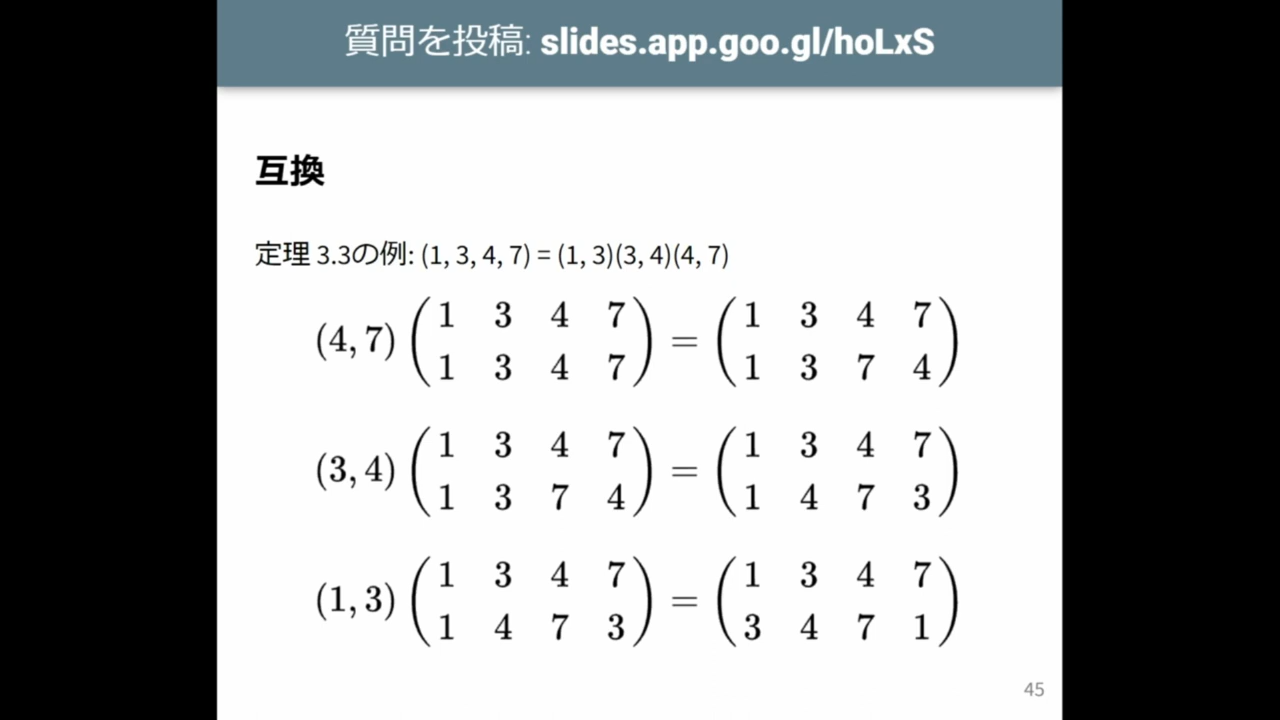 質問を投稿: slides.app.goo.gl/hoLxS
互換
定理 3.3の例: (1, 3, 4, 7) = (1, 3)(3, 4)(4, 7)
(4, 7) ( 1 3 4 7 ) = ( 1 3 4 7 )
1 3 4 7 1 3 7 4
(3, 4) ( 1 3 4 7 ) = ( 1 3 4 7 )
1 3 7 4 1 4 7 3
(1, 3) ( 1 3 4 7 ) = ( 1 3 4 7 )
1 4 7 3 3 4 7 1
45